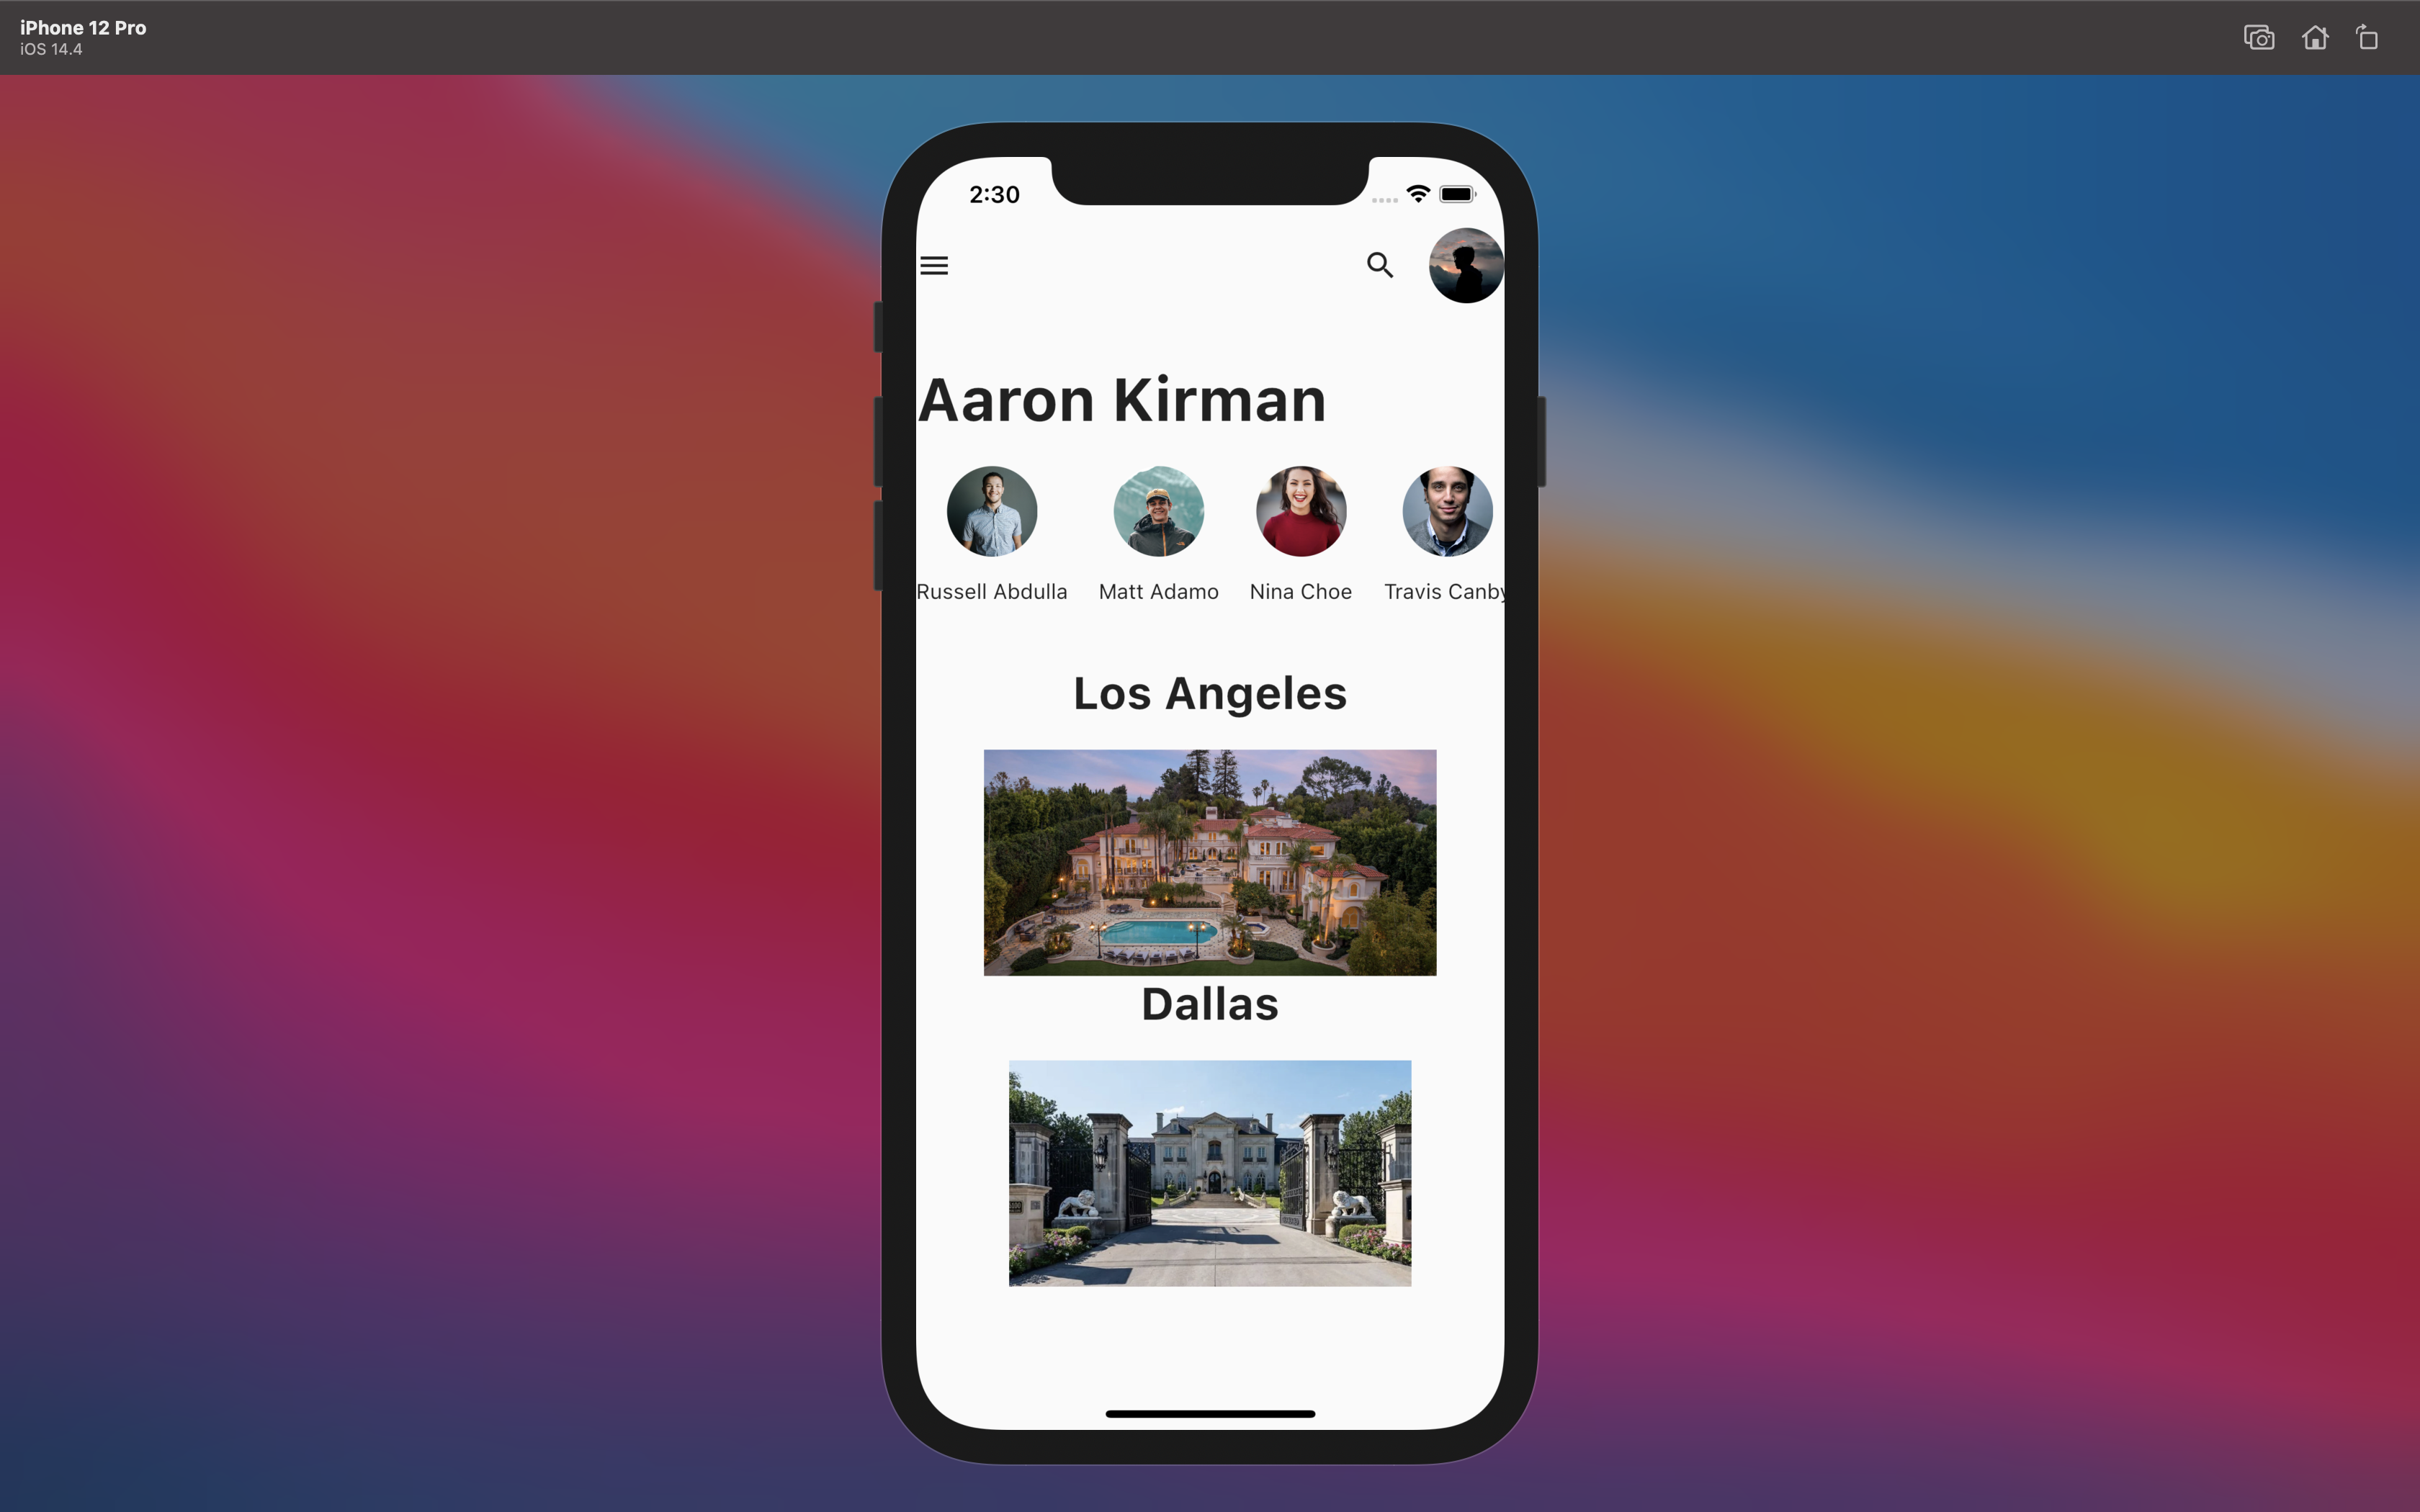 iPhone 12 Pro
iOS 14.4
2:30
Aaron Kirman
Russell Abdulla Matt Adamo Nina Choe Travis Canby
Los Angeles
Dallas